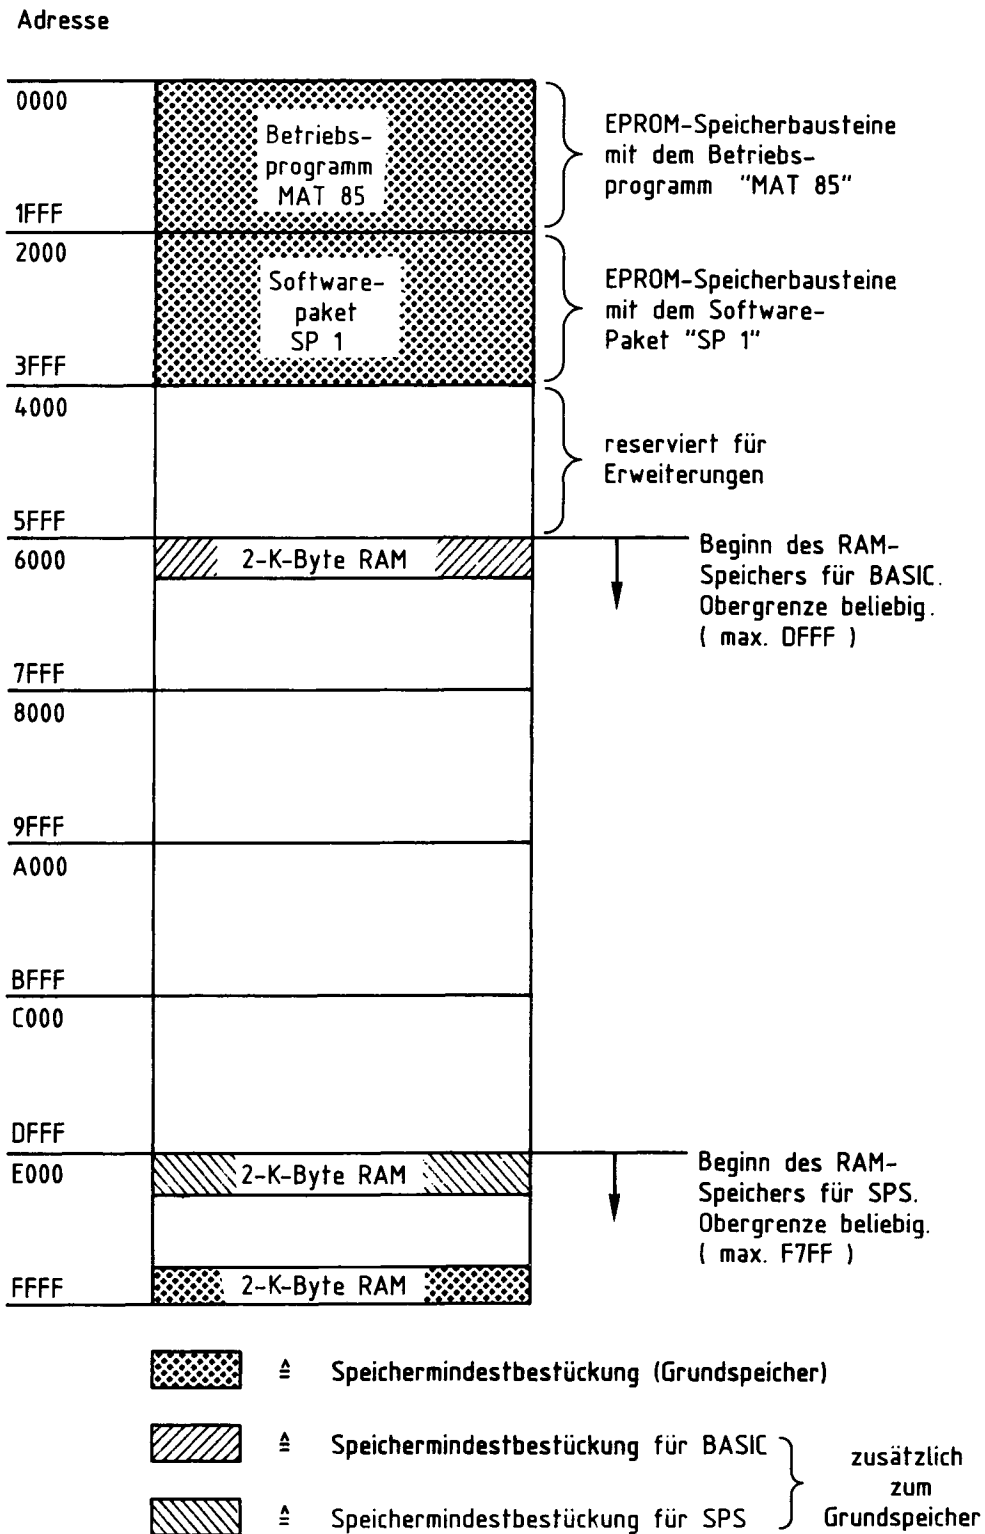 Adresse
0000
Betriebs-
programm
MAT 85
1FFF
EPROM-Speicherbausteine
mit dem Betriebs-
programm "MAT 85"
2000
Software-
paket
SP 1
3FFF
EPROM-Speicherbausteine
mit dem Software-
Paket "SP 1"
4000
5FFF
reserviert für
Erweiterungen
6000
2-K-Byte RAM
Beginn des RAM-
Speichers für BASIC.
Obergrenze beliebig.
( max. DFFF )
7FFF
8000
9FFF
A000
BFFF
C000
DFFF
E000
2-K-Byte RAM
Beginn des RAM-
Speichers für SPS.
Obergrenze beliebig.
( max. F7FF )
FFFF
2-K-Byte RAM
≙ Speichermindestbestückung (Grundspeicher)
≙ Speichermindestbestückung für BASIC
≙ Speichermindestbestückung für SPS
zusätzlich
zum
Grundspeicher